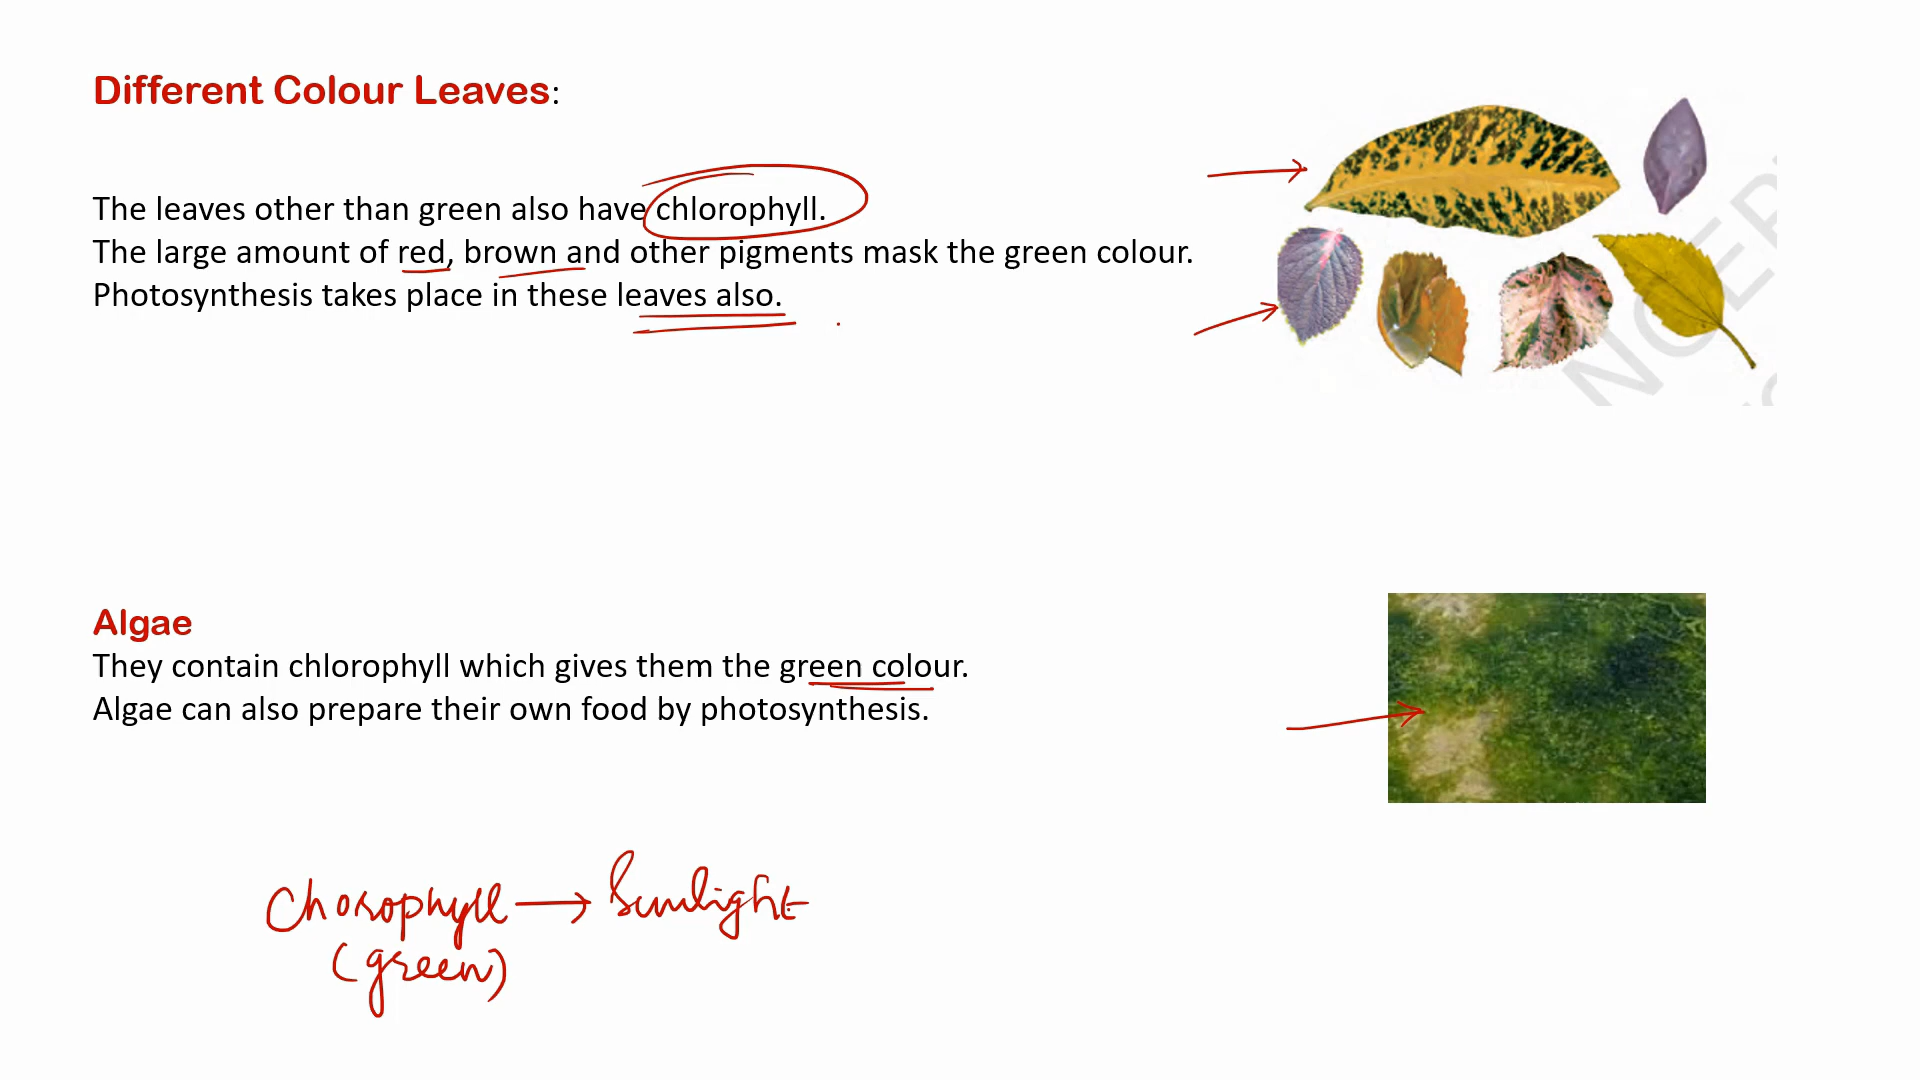 Different Colour Leaves:
The leaves other than green also have chlorophyll.
The large amount of red, brown and other pigments mask the green colour.
Photosynthesis takes place in these leaves also.
Algae
They contain chlorophyll which gives them the green colour.
Algae can also prepare their own food by photosynthesis.
Chorophyll → Sunlight
(green)